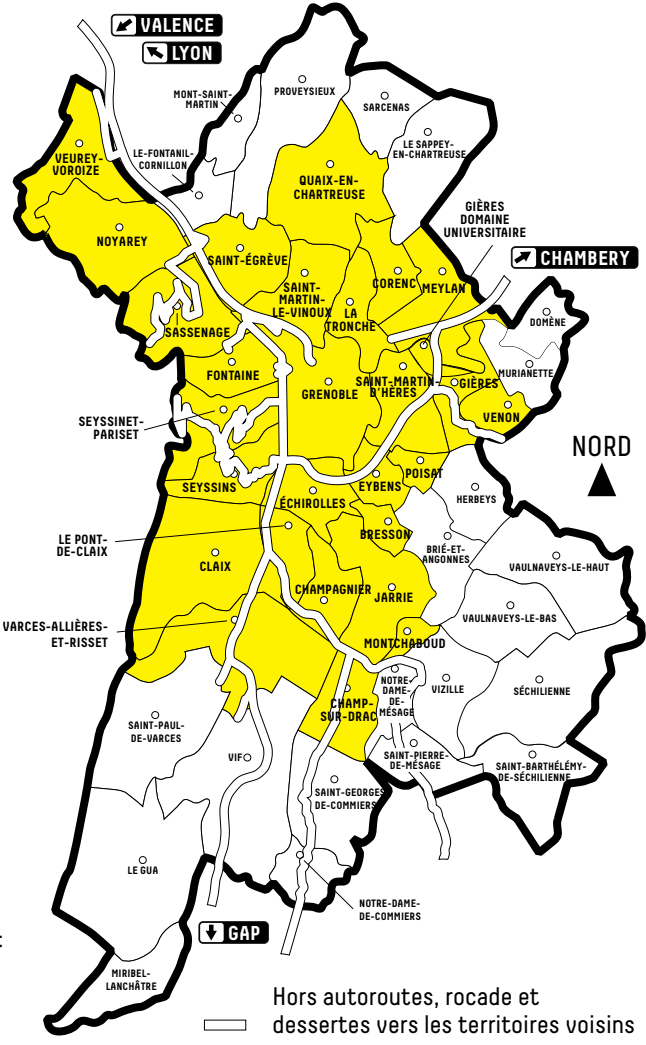 VALENCE
LYON
PROVEYSIEUX
MONT-SAINT-
MARTIN
SARCENAS
LE SAPPEY-
EN-CHARTREUSE
LE-FONTANIL-
CORNILLON
VEUREY-
VOROIZE
QUAIX-EN-
CHARTREUSE
GIÈRES
DOMAINE
UNIVERSITAIRE
NOYAREY
SAINT-ÉGRÈVE
CHAMBERY
SAINT-
MARTIN-
LE-VINOUX
LA
TRONCHE
CORENC
MEYLAN
DOMÈNE
SASSENAGE
MURIANETTE
FONTAINE
GRENOBLE
SAINT-MARTIN-
D'HÈRES
GIÈRES
VENON
SEYSSINET-
PARISET
NORD
SEYSSINS
EYBENS
POISAT
HERBEYS
ÉCHIROLLES
LE PONT-
DE-CLAIX
BRESSON
BRIÉ-ET-
ANGONNES
VAULNAVEYS-LE-HAUT
CLAIX
CHAMPAGNIER
JARRIE
VAULNAVEYS-LE-BAS
VARCES-ALLIÈRES-
ET-RISSET
MONTCHABOUD
NOTRE-
DAME-
DE-
MÉSAGE
VIZILLE
SÉCHILIENNE
CHAMP-
SUR-DRAC
SAINT-PAUL-
DE-VARCES
VIF
SAINT-PIERRE-
DE-MÉSAGE
SAINT-BARTHÉLÉMY-
DE-SÉCHILIENNE
SAINT-GEORGES
DE-COMMIERS
LE GUA
NOTRE-DAME-
DE-COMMIERS
GAP
:
MIRIBEL-
LANCHÂTRE
Hors autoroutes, rocade et
dessertes vers les territoires voisins